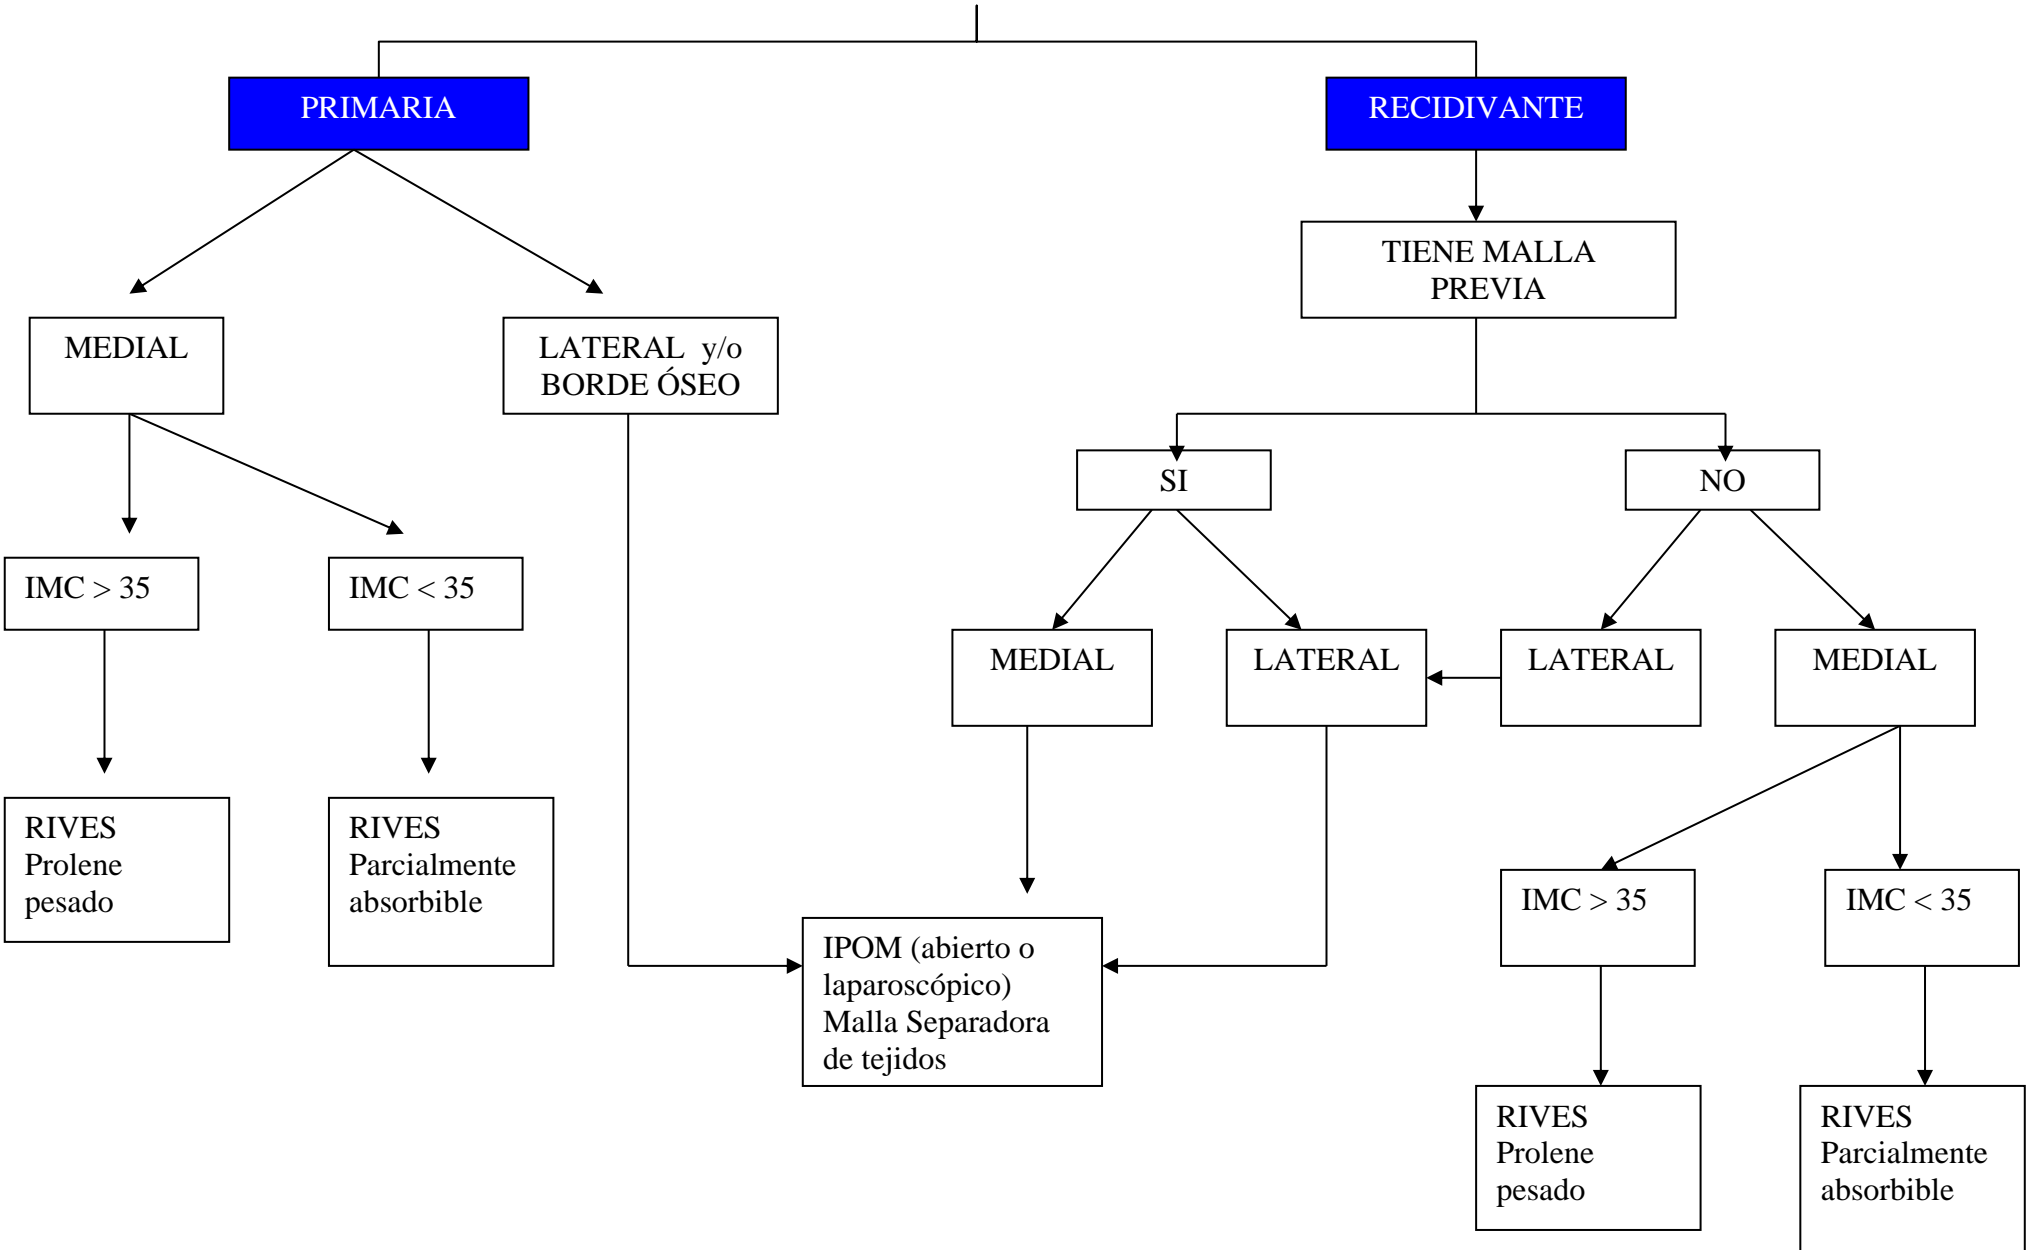 PRIMARIA
RECIDIVANTE
TIENE MALLA
PREVIA
MEDIAL
LATERAL y/o
BORDE ÓSEO
SI
NO
IMC > 35
IMC < 35
MEDIAL
LATERAL
LATERAL
MEDIAL
RIVES
Prolene
pesado
RIVES
Parcialmente
absorbible
IPOM (abierto o
laparoscópico)
Malla Separadora
de tejidos
IMC > 35
IMC < 35
RIVES
Prolene
pesado
RIVES
Parcialmente
absorbible